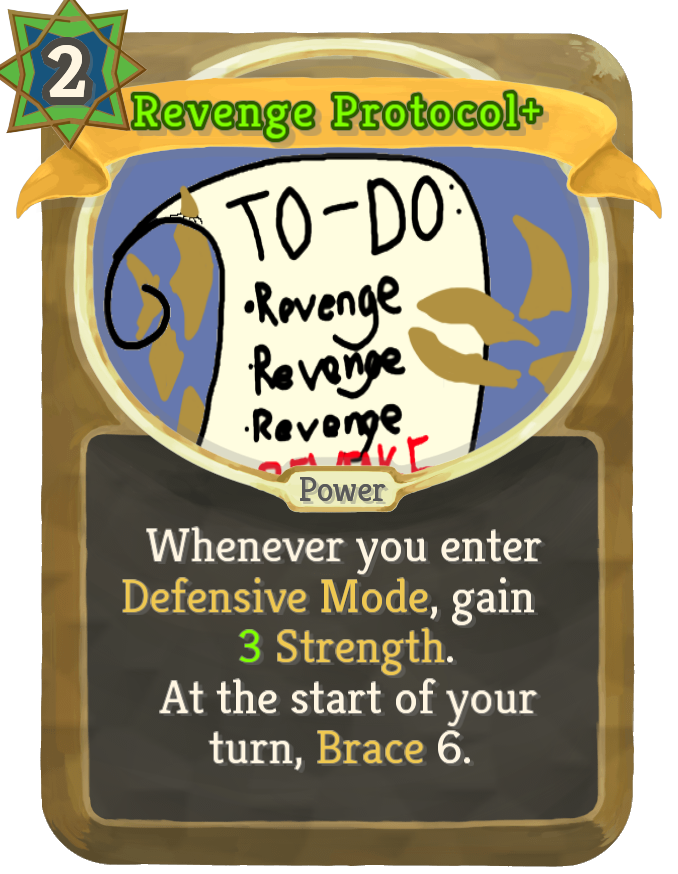 2
Revenge Protocol+
TO-DO:
·Revenge
·Revenge
·Revenge
Power
Whenever you enter
Defensive Mode, gain
3 Strength.
At the start of your
turn, Brace 6.